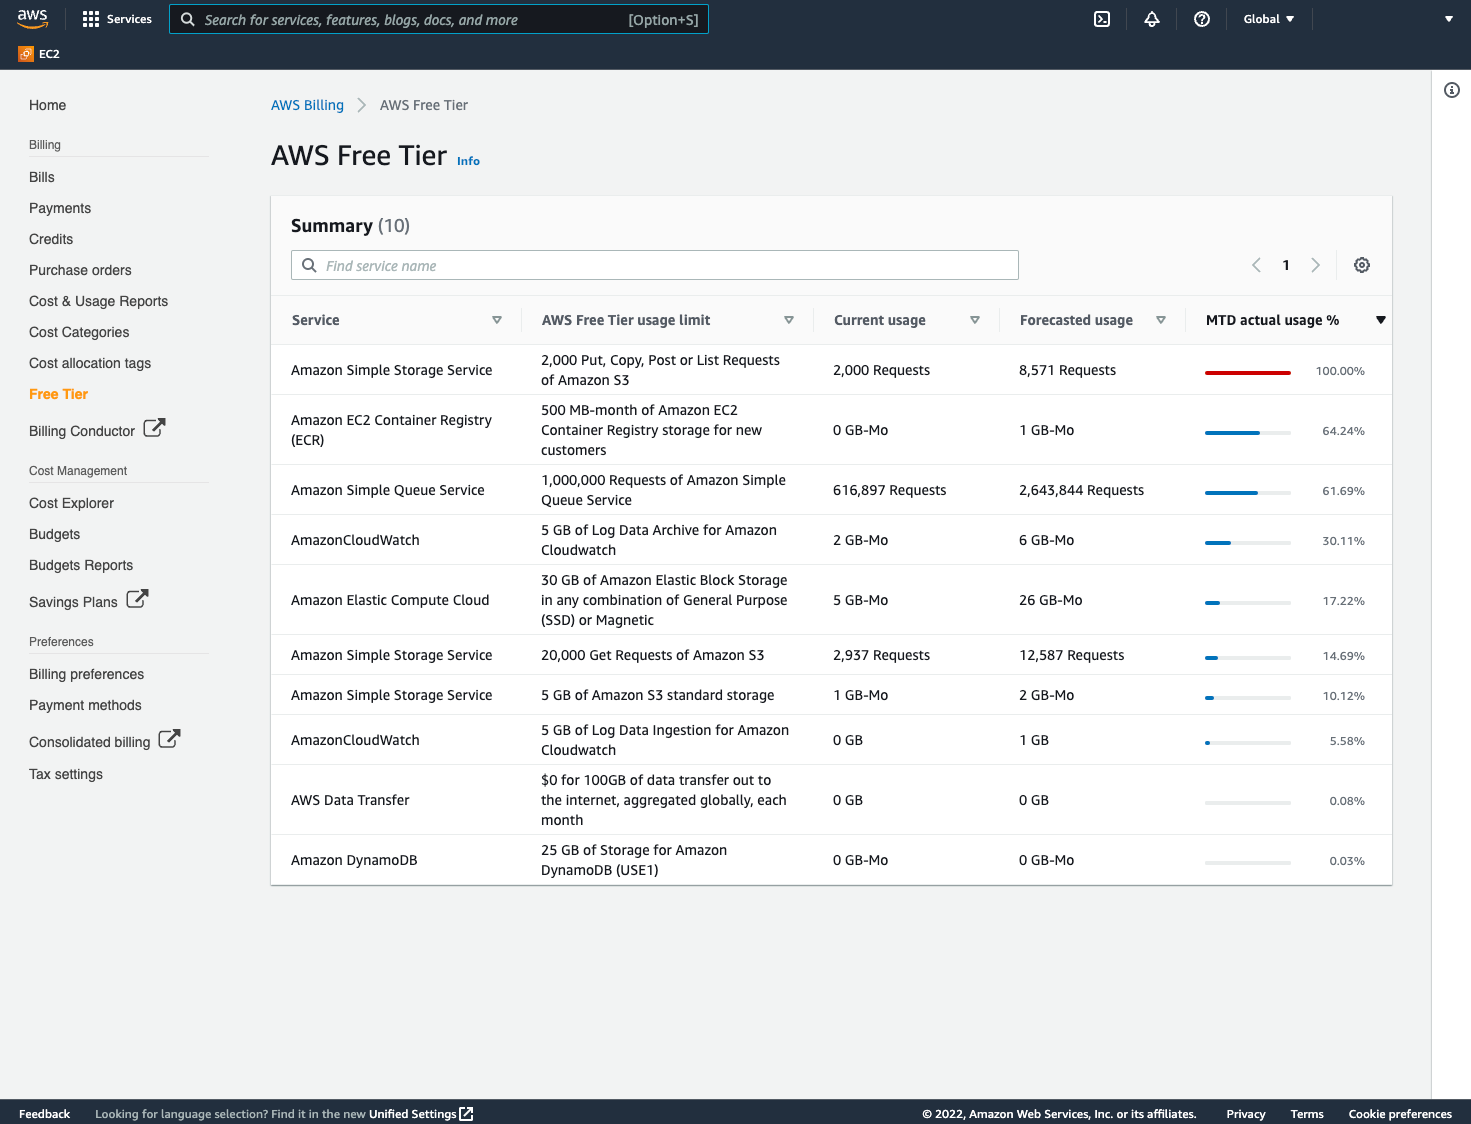 aws
Services
Search for services, features, blogs, docs, and more
[Option+S]
Global
EC2
Home
Billing
Bills
Payments
Credits
Purchase orders
Cost & Usage Reports
Cost Categories
Cost allocation tags
Free Tier
Billing Conductor
Cost Management
Cost Explorer
Budgets
Budgets Reports
Savings Plans
Preferences
Billing preferences
Payment methods
Consolidated billing
Tax settings
AWS Billing > AWS Free Tier
AWS Free Tier Info
Summary (10)
Find service name
1
Service AWS Free Tier usage limit Current usage Forecasted usage MTD actual usage %
Amazon Simple Storage Service
2,000 Put, Copy, Post or List Requests
of Amazon S3
2,000 Requests
8,571 Requests
100.00%
Amazon EC2 Container Registry
(ECR)
500 MB-month of Amazon EC2
Container Registry storage for new
customers
0 GB-Mo
1 GB-Mo
64.24%
Amazon Simple Queue Service
1,000,000 Requests of Amazon Simple
Queue Service
616,897 Requests
2,643,844 Requests
61.69%
AmazonCloudWatch
5 GB of Log Data Archive for Amazon
Cloudwatch
2 GB-Mo
6 GB-Mo
30.11%
Amazon Elastic Compute Cloud
30 GB of Amazon Elastic Block Storage
in any combination of General Purpose
(SSD) or Magnetic
5 GB-Mo
26 GB-Mo
17.22%
Amazon Simple Storage Service
20,000 Get Requests of Amazon S3
2,937 Requests
12,587 Requests
14.69%
Amazon Simple Storage Service
5 GB of Amazon S3 standard storage
1 GB-Mo
2 GB-Mo
10.12%
AmazonCloudWatch
5 GB of Log Data Ingestion for Amazon
Cloudwatch
0 GB
1 GB
5.58%
AWS Data Transfer
$0 for 100GB of data transfer out to
the internet, aggregated globally, each
month
0 GB
0 GB
0.08%
Amazon DynamoDB
25 GB of Storage for Amazon
DynamoDB (USE1)
0 GB-Mo
0 GB-Mo
0.03%
Feedback
Looking for language selection? Find it in the new Unified Settings
© 2022, Amazon Web Services, Inc. or its affiliates.
Privacy
Terms
Cookie preferences